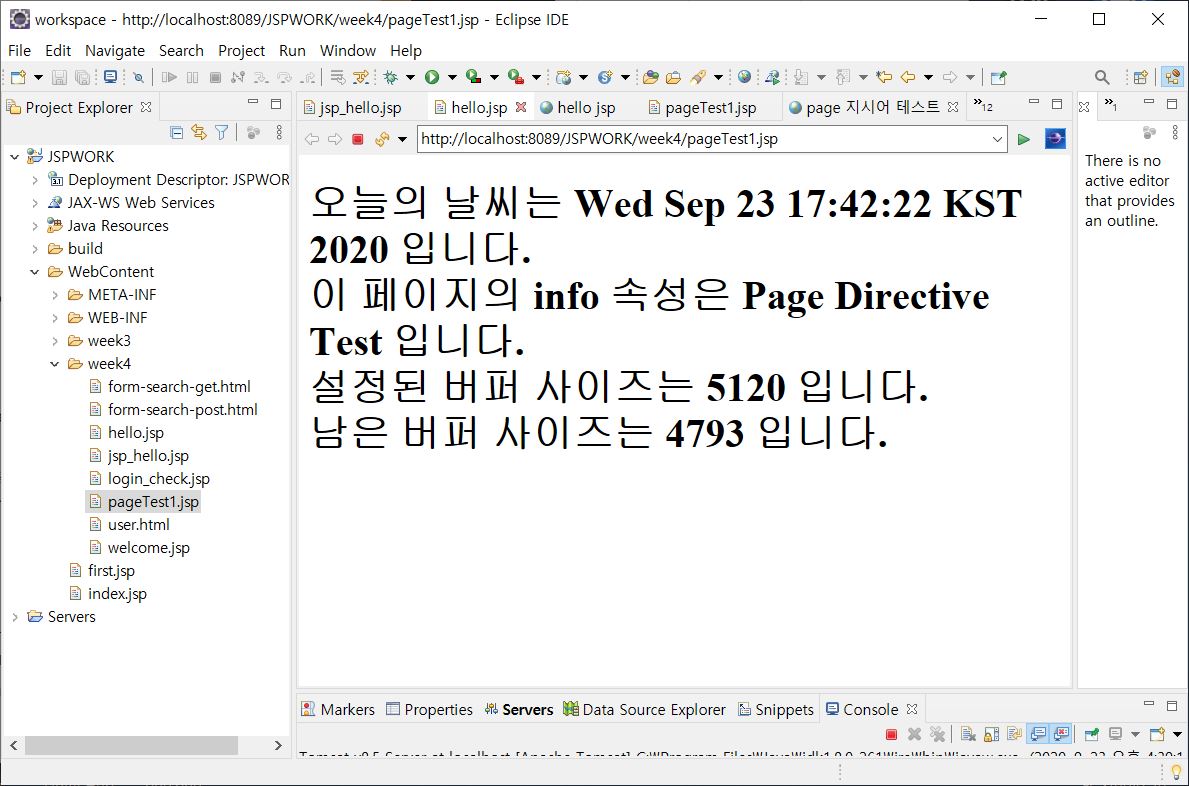 workspace - http://localhost:8089/JSPWORK/week4/pageTest1.jsp - Eclipse IDE
File Edit Navigate Search Project Run Window Help
Project Explorer
JSPWORK
Deployment Descriptor: JSPWOR
JAX-WS Web Services
Java Resources
build
WebContent
META-INF
WEB-INF
week3
week4
form-search-get.html
form-search-post.html
hello.jsp
jsp_hello.jsp
login_check.jsp
pageTest1.jsp
user.html
welcome.jsp
first.jsp
index.jsp
Servers
jsp_hello.jsp hello.jsp hello jsp pageTest1.jsp page 지시어 테스트 »12
http://localhost:8089/JSPWORK/week4/pageTest1.jsp
오늘의 날씨는 Wed Sep 23 17:42:22 KST
2020 입니다.
이 페이지의 info 속성은 Page Directive
Test 입니다.
설정된 버퍼 사이즈는 5120 입니다.
남은 버퍼 사이즈는 4793 입니다.
»1
There is no
active editor
that provides
an outline.
Markers Properties Servers Data Source Explorer Snippets Console